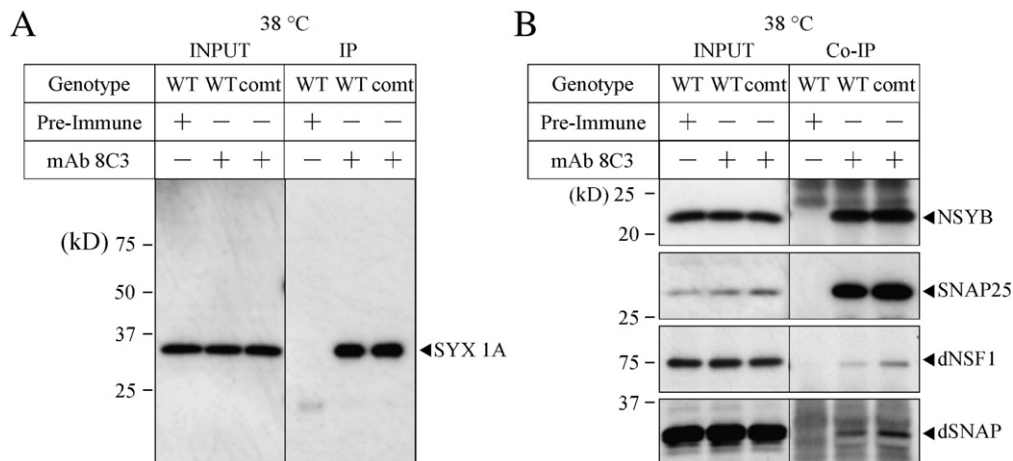 A
38 °C
INPUT IP
Genotype WT WT comt WT WT comt
Pre-Immune + − − + − −
mAb 8C3 − + + − + +
(kD)
75
50
37
25
SYX 1A
B
38 °C
INPUT Co-IP
Genotype WT WT comt WT WT comt
Pre-Immune + − − + − −
mAb 8C3 − + + − + +
(kD) 25
NSYB
20
SNAP25
25
75
dNSF1
37
dSNAP